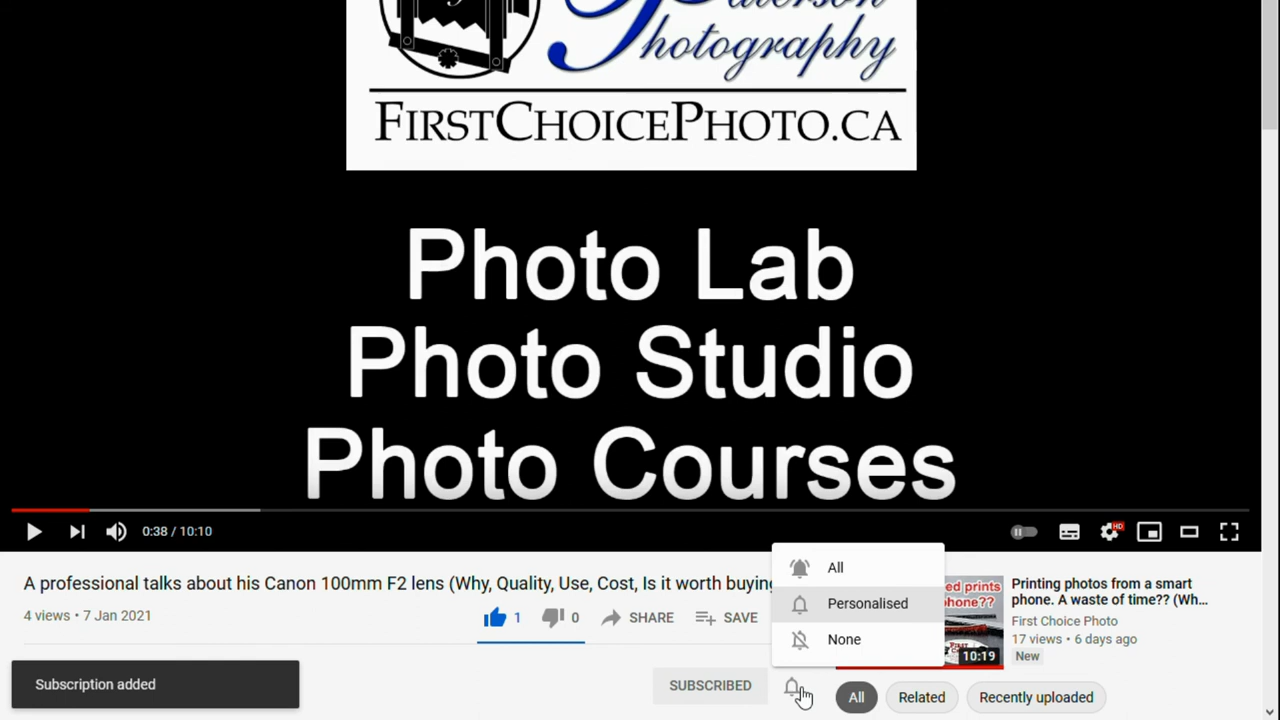 Photography
FIRSTCHOICEPHOTO.CA
Photo Lab
Photo Studio
Photo Courses
0:38 / 10:10
HD
A professional talks about his Canon 100mm F2 lens (Why, Quality, Use, Cost, Is it worth buying
4 views • 7 Jan 2021
1
0
SHARE
SAVE
All
Personalised
None
Subscription added
SUBSCRIBED
ed prints
hone??
10:19
Printing photos from a smart
phone. A waste of time?? (Wh...
First Choice Photo
17 views • 6 days ago
New
All
Related
Recently uploaded